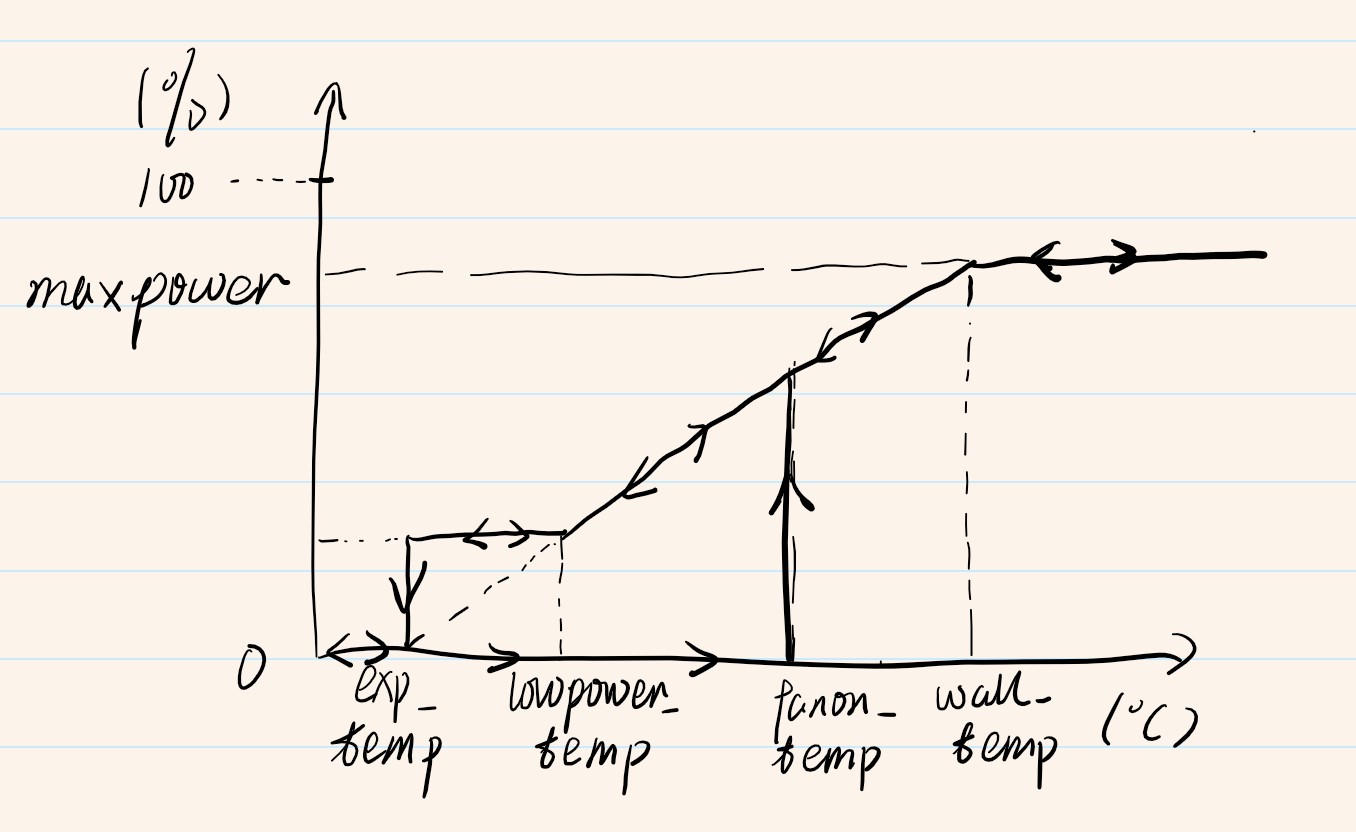 (%)
100
maxpower
0
exp_
temp
lowpower_
temp
fanon_
temp
wall_
temp
(°C)